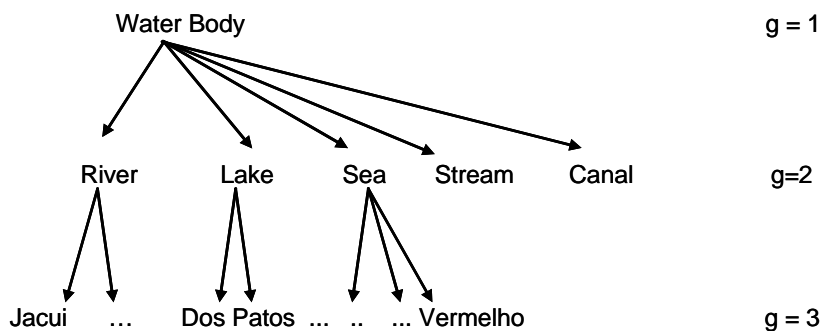 Water Body g = 1
River Lake Sea Stream Canal g=2
Jacui ... Dos Patos ... .. ... Vermelho g = 3